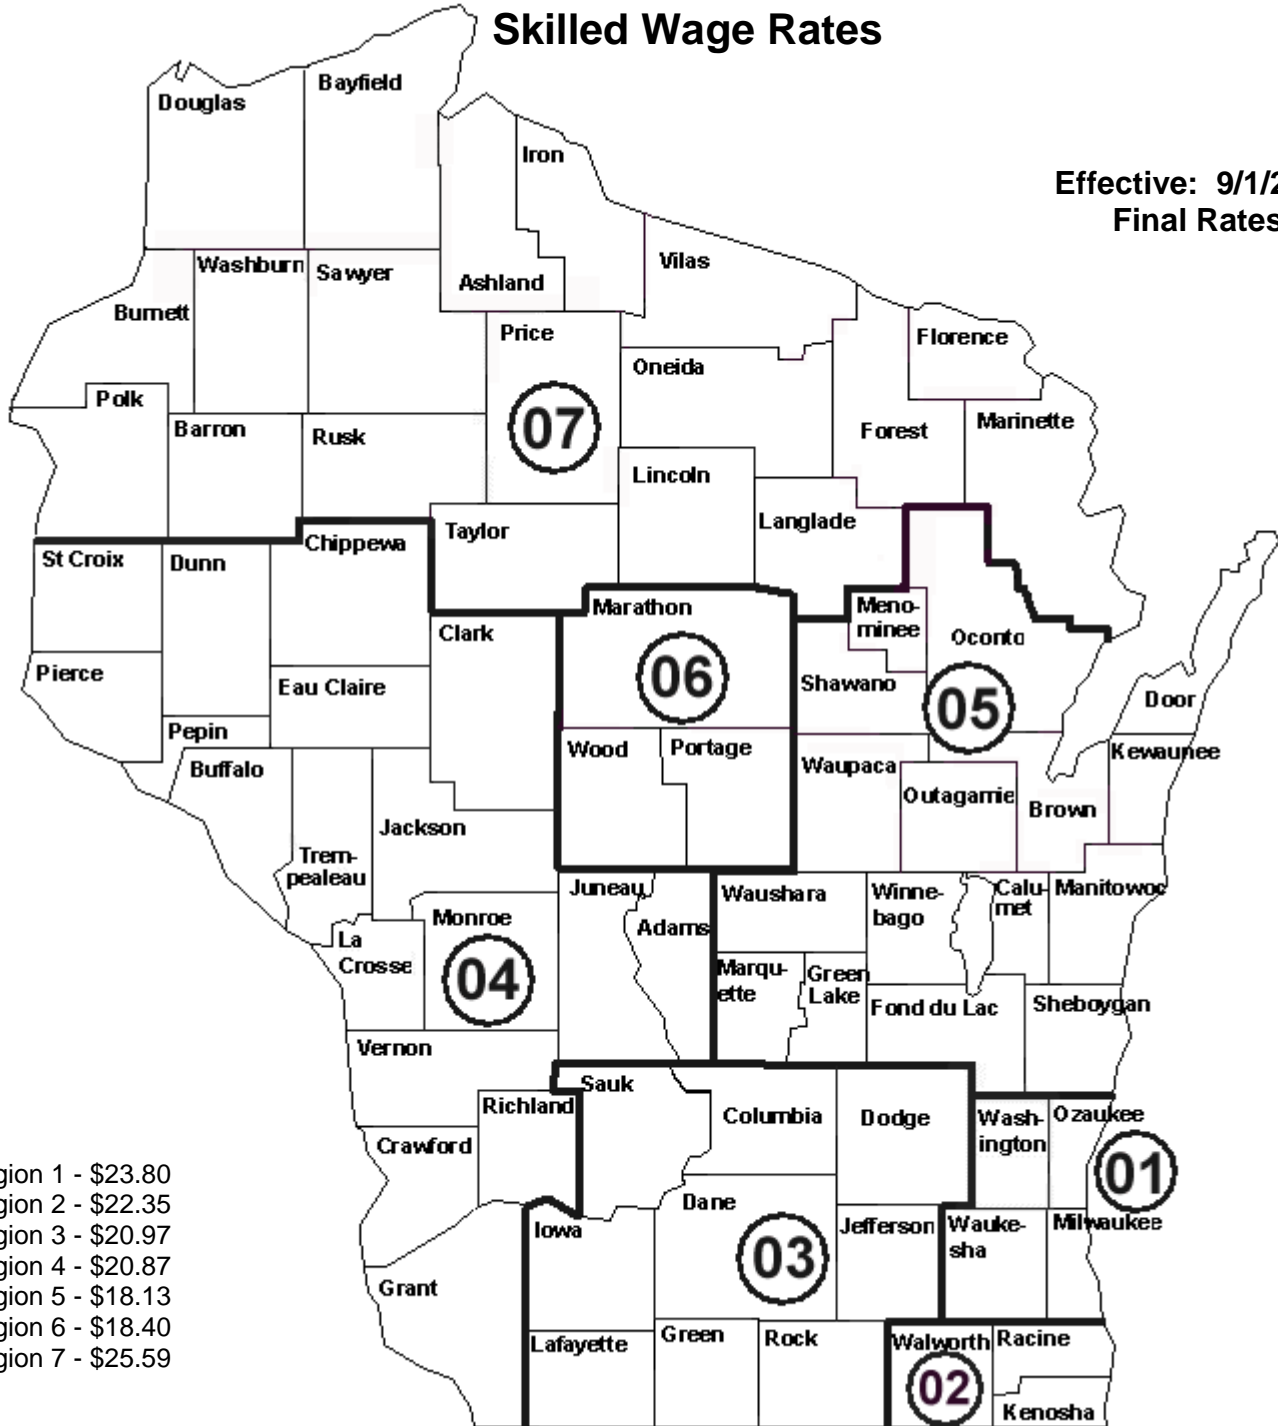 Skilled Wage Rates
Effective: 9/1/2
Final Rates
Douglas
Bayfield
Iron
Ashland
Vilas
Washburn
Sawyer
Burnett
Price
Florence
Oneida
Polk
Barron
Rusk
07
Forest
Marinette
Lincoln
Taylor
Langlade
St Croix
Dunn
Chippewa
Marathon
Meno-
minee
Clark
Oconto
06
Pierce
Eau Claire
Shawano
05
Door
Pepin
Buffalo
Wood
Portage
Waupaca
Kewaunee
Outagamie
Brown
Jackson
Trem-
pealeau
Juneau
Adams
Waushara
Winne-
bago
Calu-
met
Manitowoc
Monroe
La
Crosse
04
Marqu-
ette
Green
Lake
Fond du Lac
Sheboygan
Vernon
Sauk
Richland
Columbia
Dodge
Wash-
ington
Ozaukee
01
Crawford
Dane
Iowa
Jefferson
Wauke-
sha
Milwaukee
03
Grant
Lafayette
Green
Rock
Walworth
Racine
02
Kenosha
gion 1 - $23.80
gion 2 - $22.35
gion 3 - $20.97
gion 4 - $20.87
gion 5 - $18.13
gion 6 - $18.40
gion 7 - $25.59